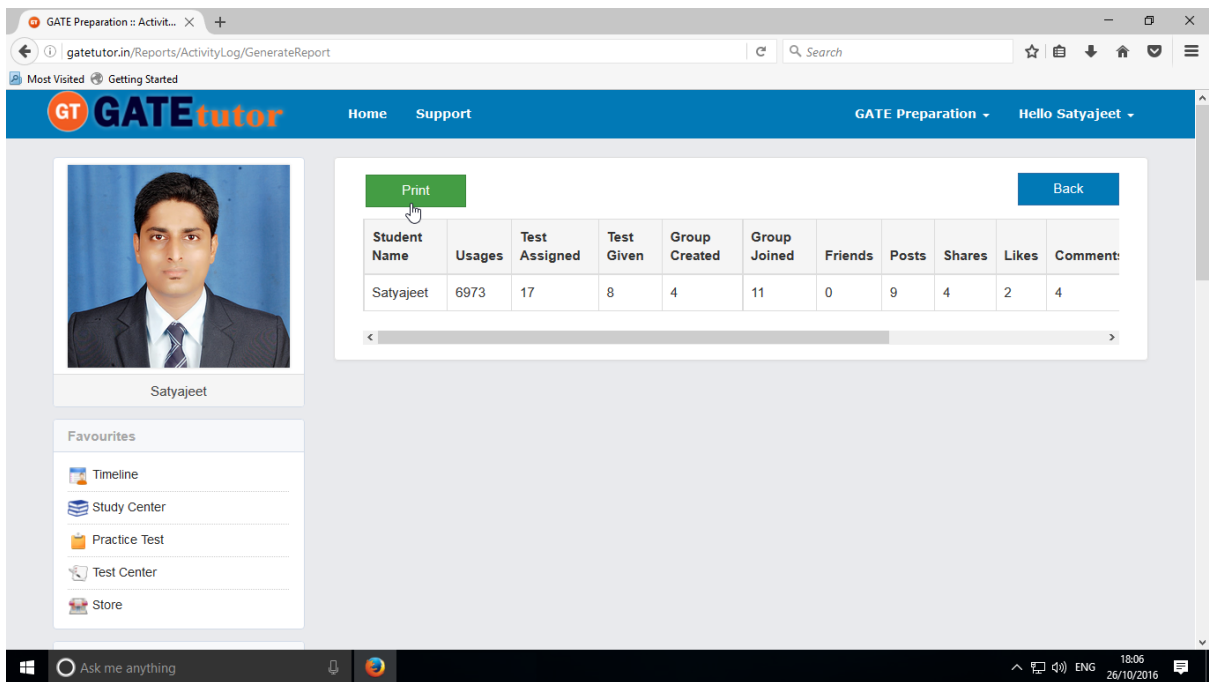 GATE Preparation :: Activit...
gatetutor.in/Reports/ActivityLog/GenerateReport
Search
Most Visited Getting Started
GT GATEtutor Home Support GATE Preparation Hello Satyajeet
Print Back
Student Name Usages Test Assigned Test Given Group Created Group Joined Friends Posts Shares Likes Comments
Satyajeet 6973 17 8 4 11 0 9 4 2 4
Satyajeet
Favourites
Timeline
Study Center
Practice Test
Test Center
Store
Ask me anything ENG 18:06
26/10/2016